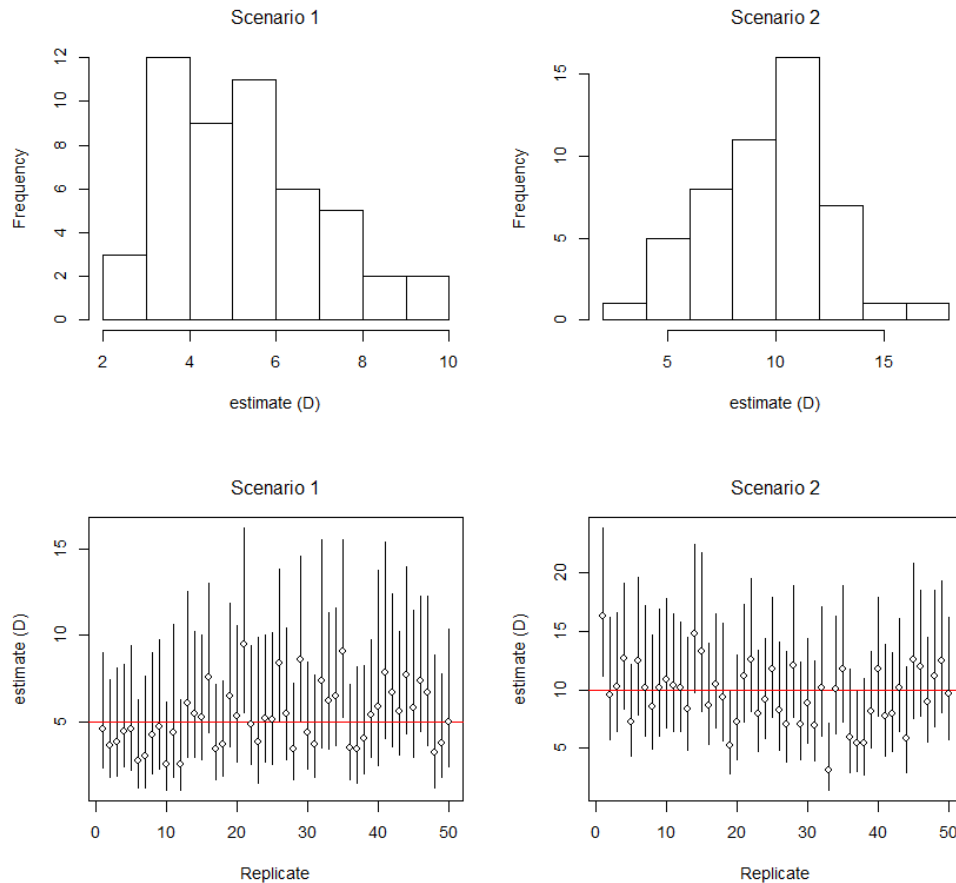 Scenario 1
12
10
8
6
4
2
0
Frequency
2 4 6 8 10
estimate (D)
Scenario 2
15
10
5
0
Frequency
5 10 15
estimate (D)
Scenario 1
15
10
5
estimate (D)
0 10 20 30 40 50
Replicate
Scenario 2
20
15
10
5
estimate (D)
0 10 20 30 40 50
Replicate